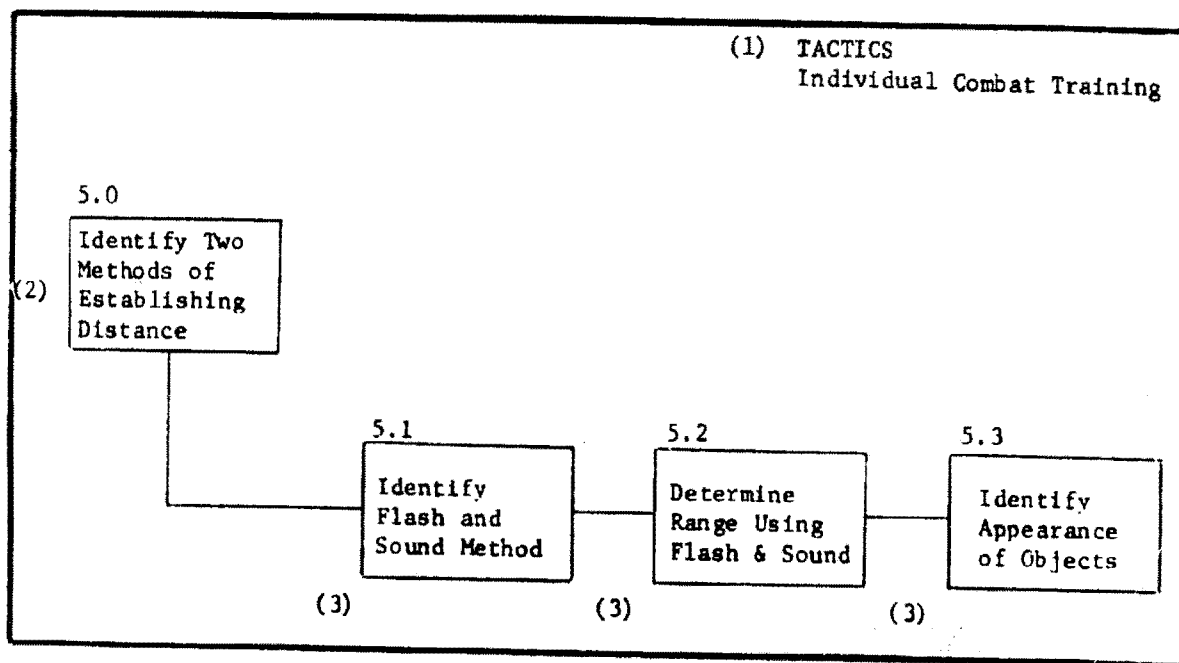 (1) TACTICS
Individual Combat Training
5.0
Identify Two
Methods of
Establishing
Distance
(2)
5.1
Identify
Flash and
Sound Method
5.2
Determine
Range Using
Flash & Sound
5.3
Identify
Appearance
of Objects
(3) (3) (3)